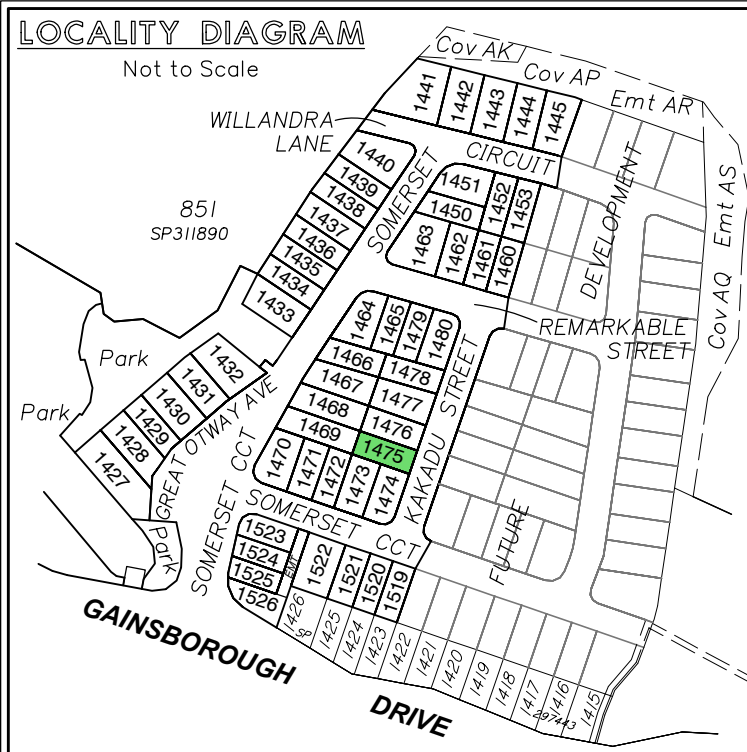 LOCALITY DIAGRAM
Not to Scale
Cov AK
Cov AP
Emt AR
Emt AS
Cov AQ
1441
1442
1443
1444
1445
WILLANDRA
LANE
CIRCUIT
SOMERSET
DEVELOPMENT
1440
1439
1438
1437
1436
1435
1434
1433
851
SP311890
1451
1450
1452
1453
1463
1462
1461
1460
REMARKABLE
STREET
1464
1465
1479
1480
1466
1478
1467
1477
1468
1476
1469
1475
1470
1471
1472
1473
1474
KAKADU STREET
Park
Park
1432
1431
1430
1429
1428
1427
GREAT OTWAY AVE
SOMERSET CCT
SOMERSET CCT
Park
FUTURE
1523
1524
1525
1526
EMT
1522
1521
1520
1519
1426
SP
1425
1424
1423
1422
1421
1420
1419
1418
1417
1416
1415
297443
GAINSBOROUGH
DRIVE